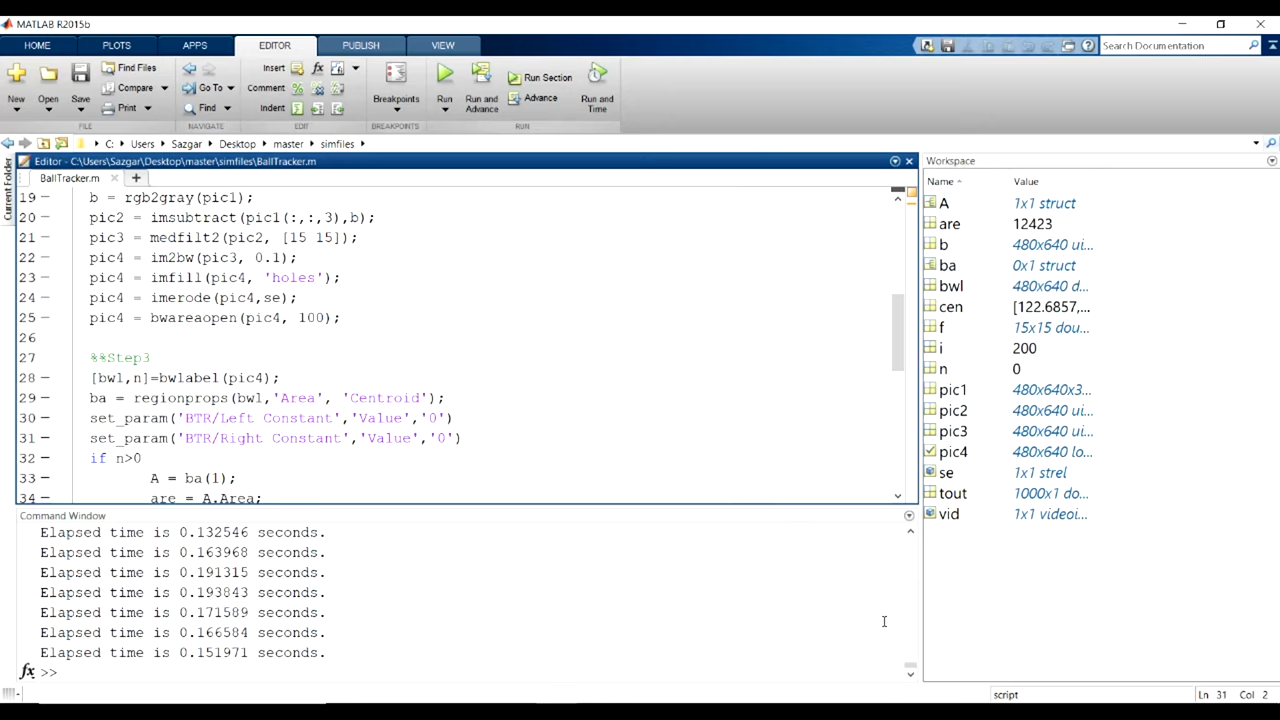 MATLAB R2015b
HOME PLOTS APPS EDITOR PUBLISH VIEW
Search Documentation
New Open Save Find Files Compare Print
FILE
Go To Find
NAVIGATE
Insert Comment Indent
EDIT
Breakpoints
BREAKPOINTS
Run Run and Advance Run Section Advance Run and Time
RUN
C: Users Sazgar Desktop master simfiles
Current Folder
Editor - C:\Users\Sazgar\Desktop\master\simfiles\BallTracker.m
BallTracker.m
19 – b = rgb2gray(pic1);
20 – pic2 = imsubtract(pic1(:,:,3),b);
21 – pic3 = medfilt2(pic2, [15 15]);
22 – pic4 = im2bw(pic3, 0.1);
23 – pic4 = imfill(pic4, 'holes');
24 – pic4 = imerode(pic4,se);
25 – pic4 = bwareaopen(pic4, 100);
26
27 %%Step3
28 – [bwl,n]=bwlabel(pic4);
29 – ba = regionprops(bwl,'Area', 'Centroid');
30 – set_param('BTR/Left Constant','Value','0')
31 – set_param('BTR/Right Constant','Value','0')
32 – if n>0
33 – A = ba(1);
34 – are = A.Area;
Command Window
Elapsed time is 0.132546 seconds.
Elapsed time is 0.163968 seconds.
Elapsed time is 0.191315 seconds.
Elapsed time is 0.193843 seconds.
Elapsed time is 0.171589 seconds.
Elapsed time is 0.166584 seconds.
Elapsed time is 0.151971 seconds.
fx >>
Workspace
Name Value
A 1x1 struct
are 12423
b 480x640 ui...
ba 0x1 struct
bwl 480x640 d...
cen [122.6857,...
f 15x15 dou...
i 200
n 0
pic1 480x640x3...
pic2 480x640 ui...
pic3 480x640 ui...
pic4 480x640 lo...
se 1x1 strel
tout 1000x1 do...
vid 1x1 videoi...
script Ln 31 Col 2